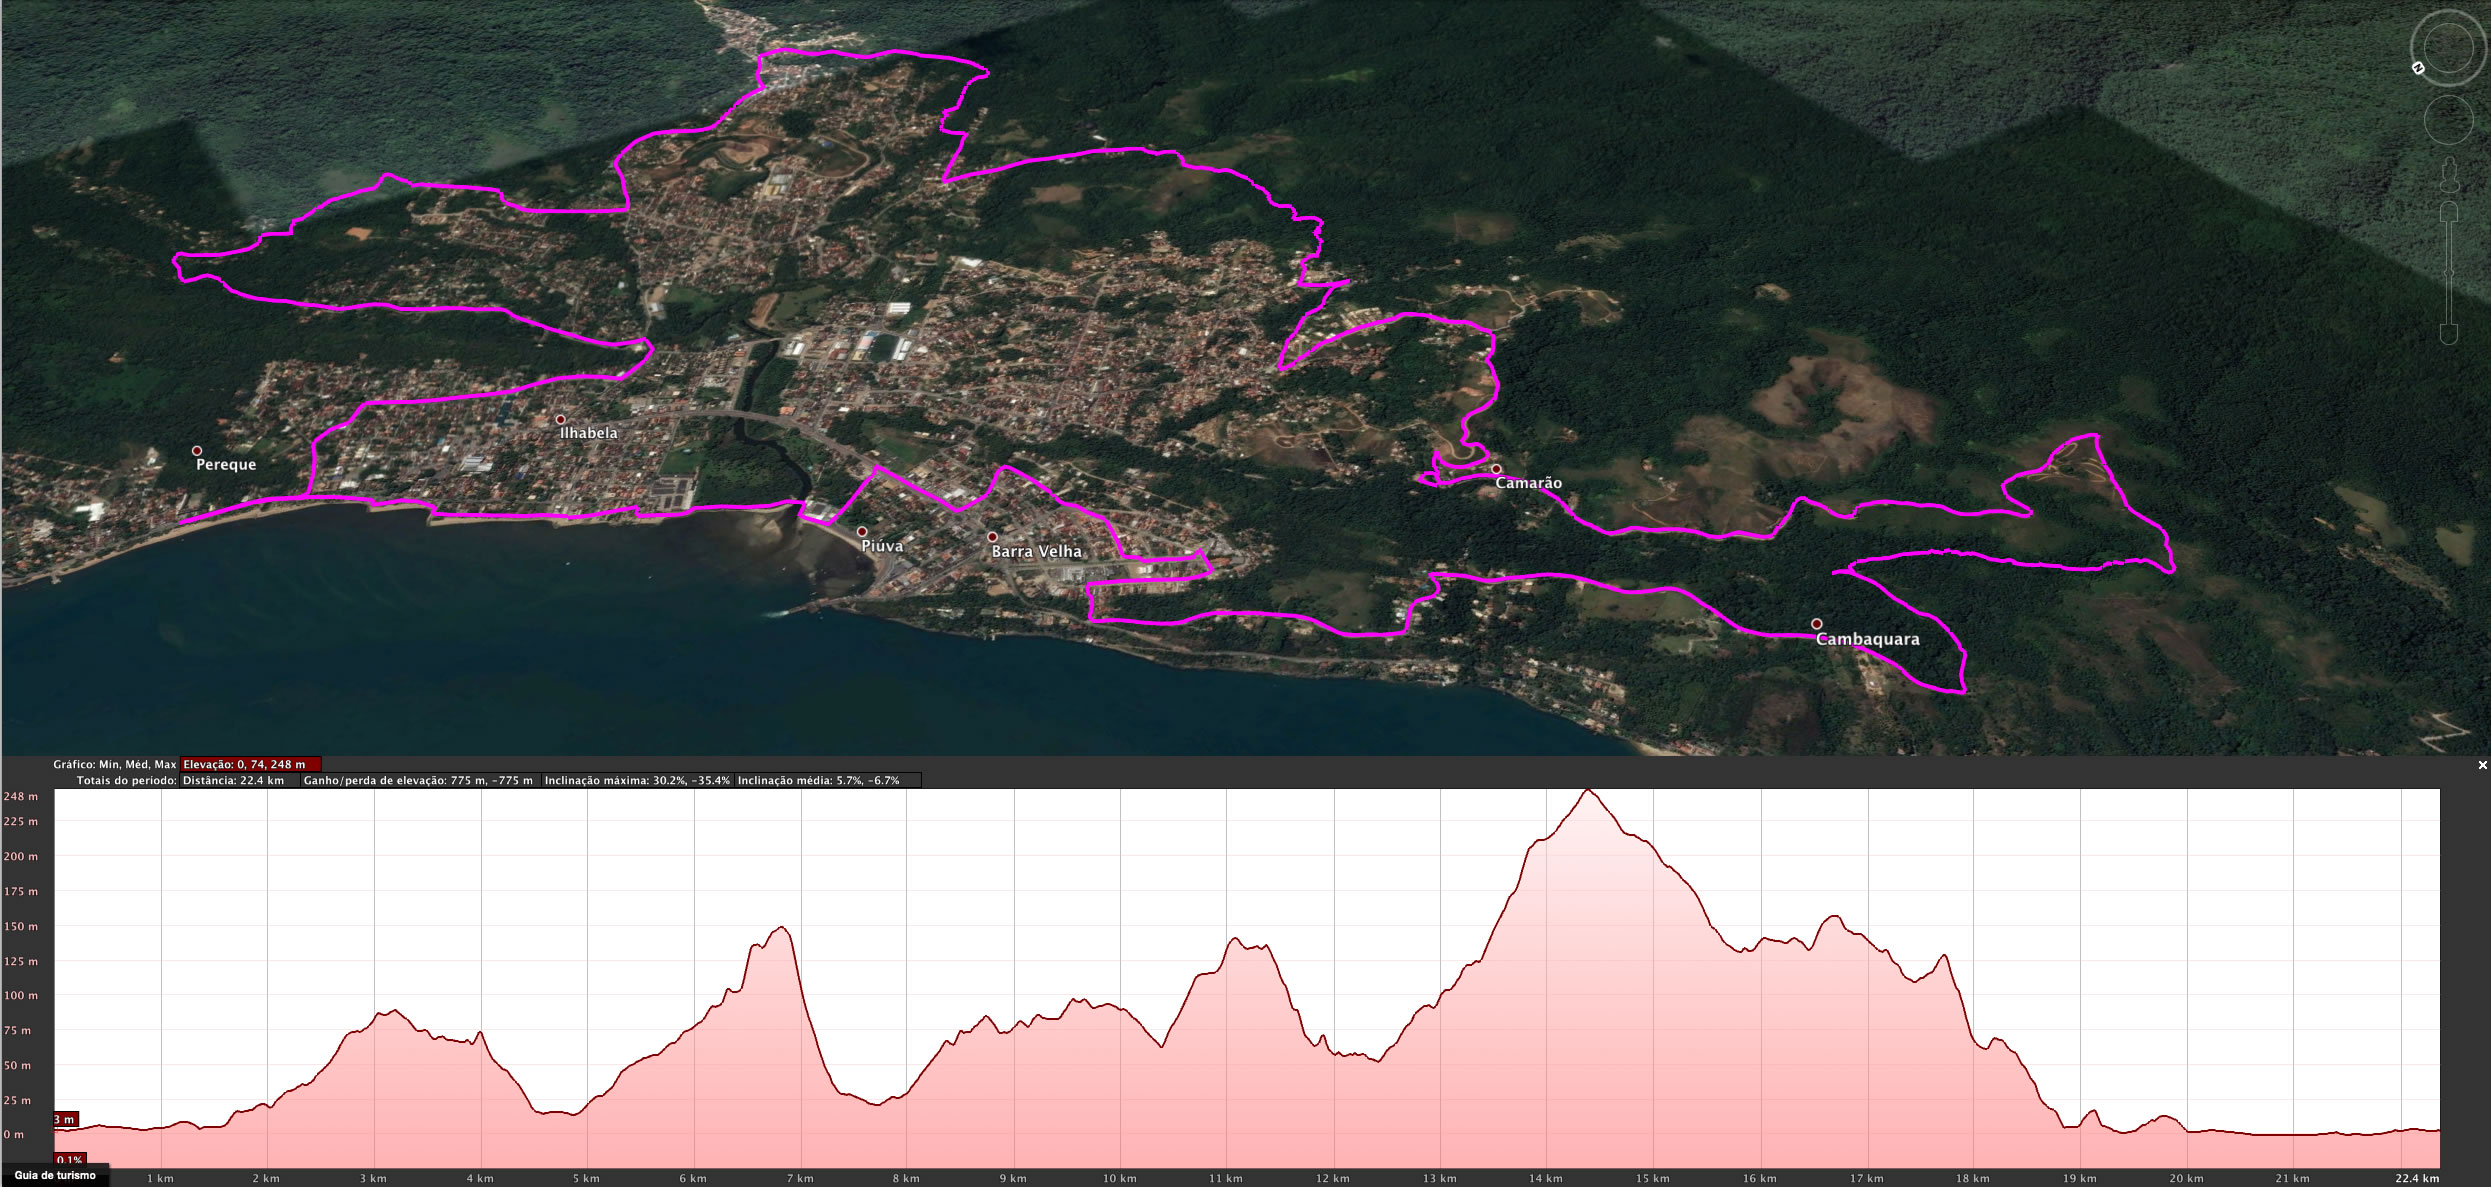 N
Ilhabela
Pereque
Camarão
Piúva
Barra Velha
Cambaquara
Gráfico: Mín, Méd, Max Elevação: 0, 74, 248 m
Totais do período: Distância: 22.4 km Ganho/perda de elevação: 775 m, -775 m Inclinação máxima: 30.2%, -35.4% Inclinação média: 5.7%, -6.7%
248 m
225 m
200 m
175 m
150 m
125 m
100 m
75 m
50 m
25 m
3 m
0 m
0.1%
Guia de turismo
1 km 2 km 3 km 4 km 5 km 6 km 7 km 8 km 9 km 10 km 11 km 12 km 13 km 14 km 15 km 16 km 17 km 18 km 19 km 20 km 21 km 22.4 km